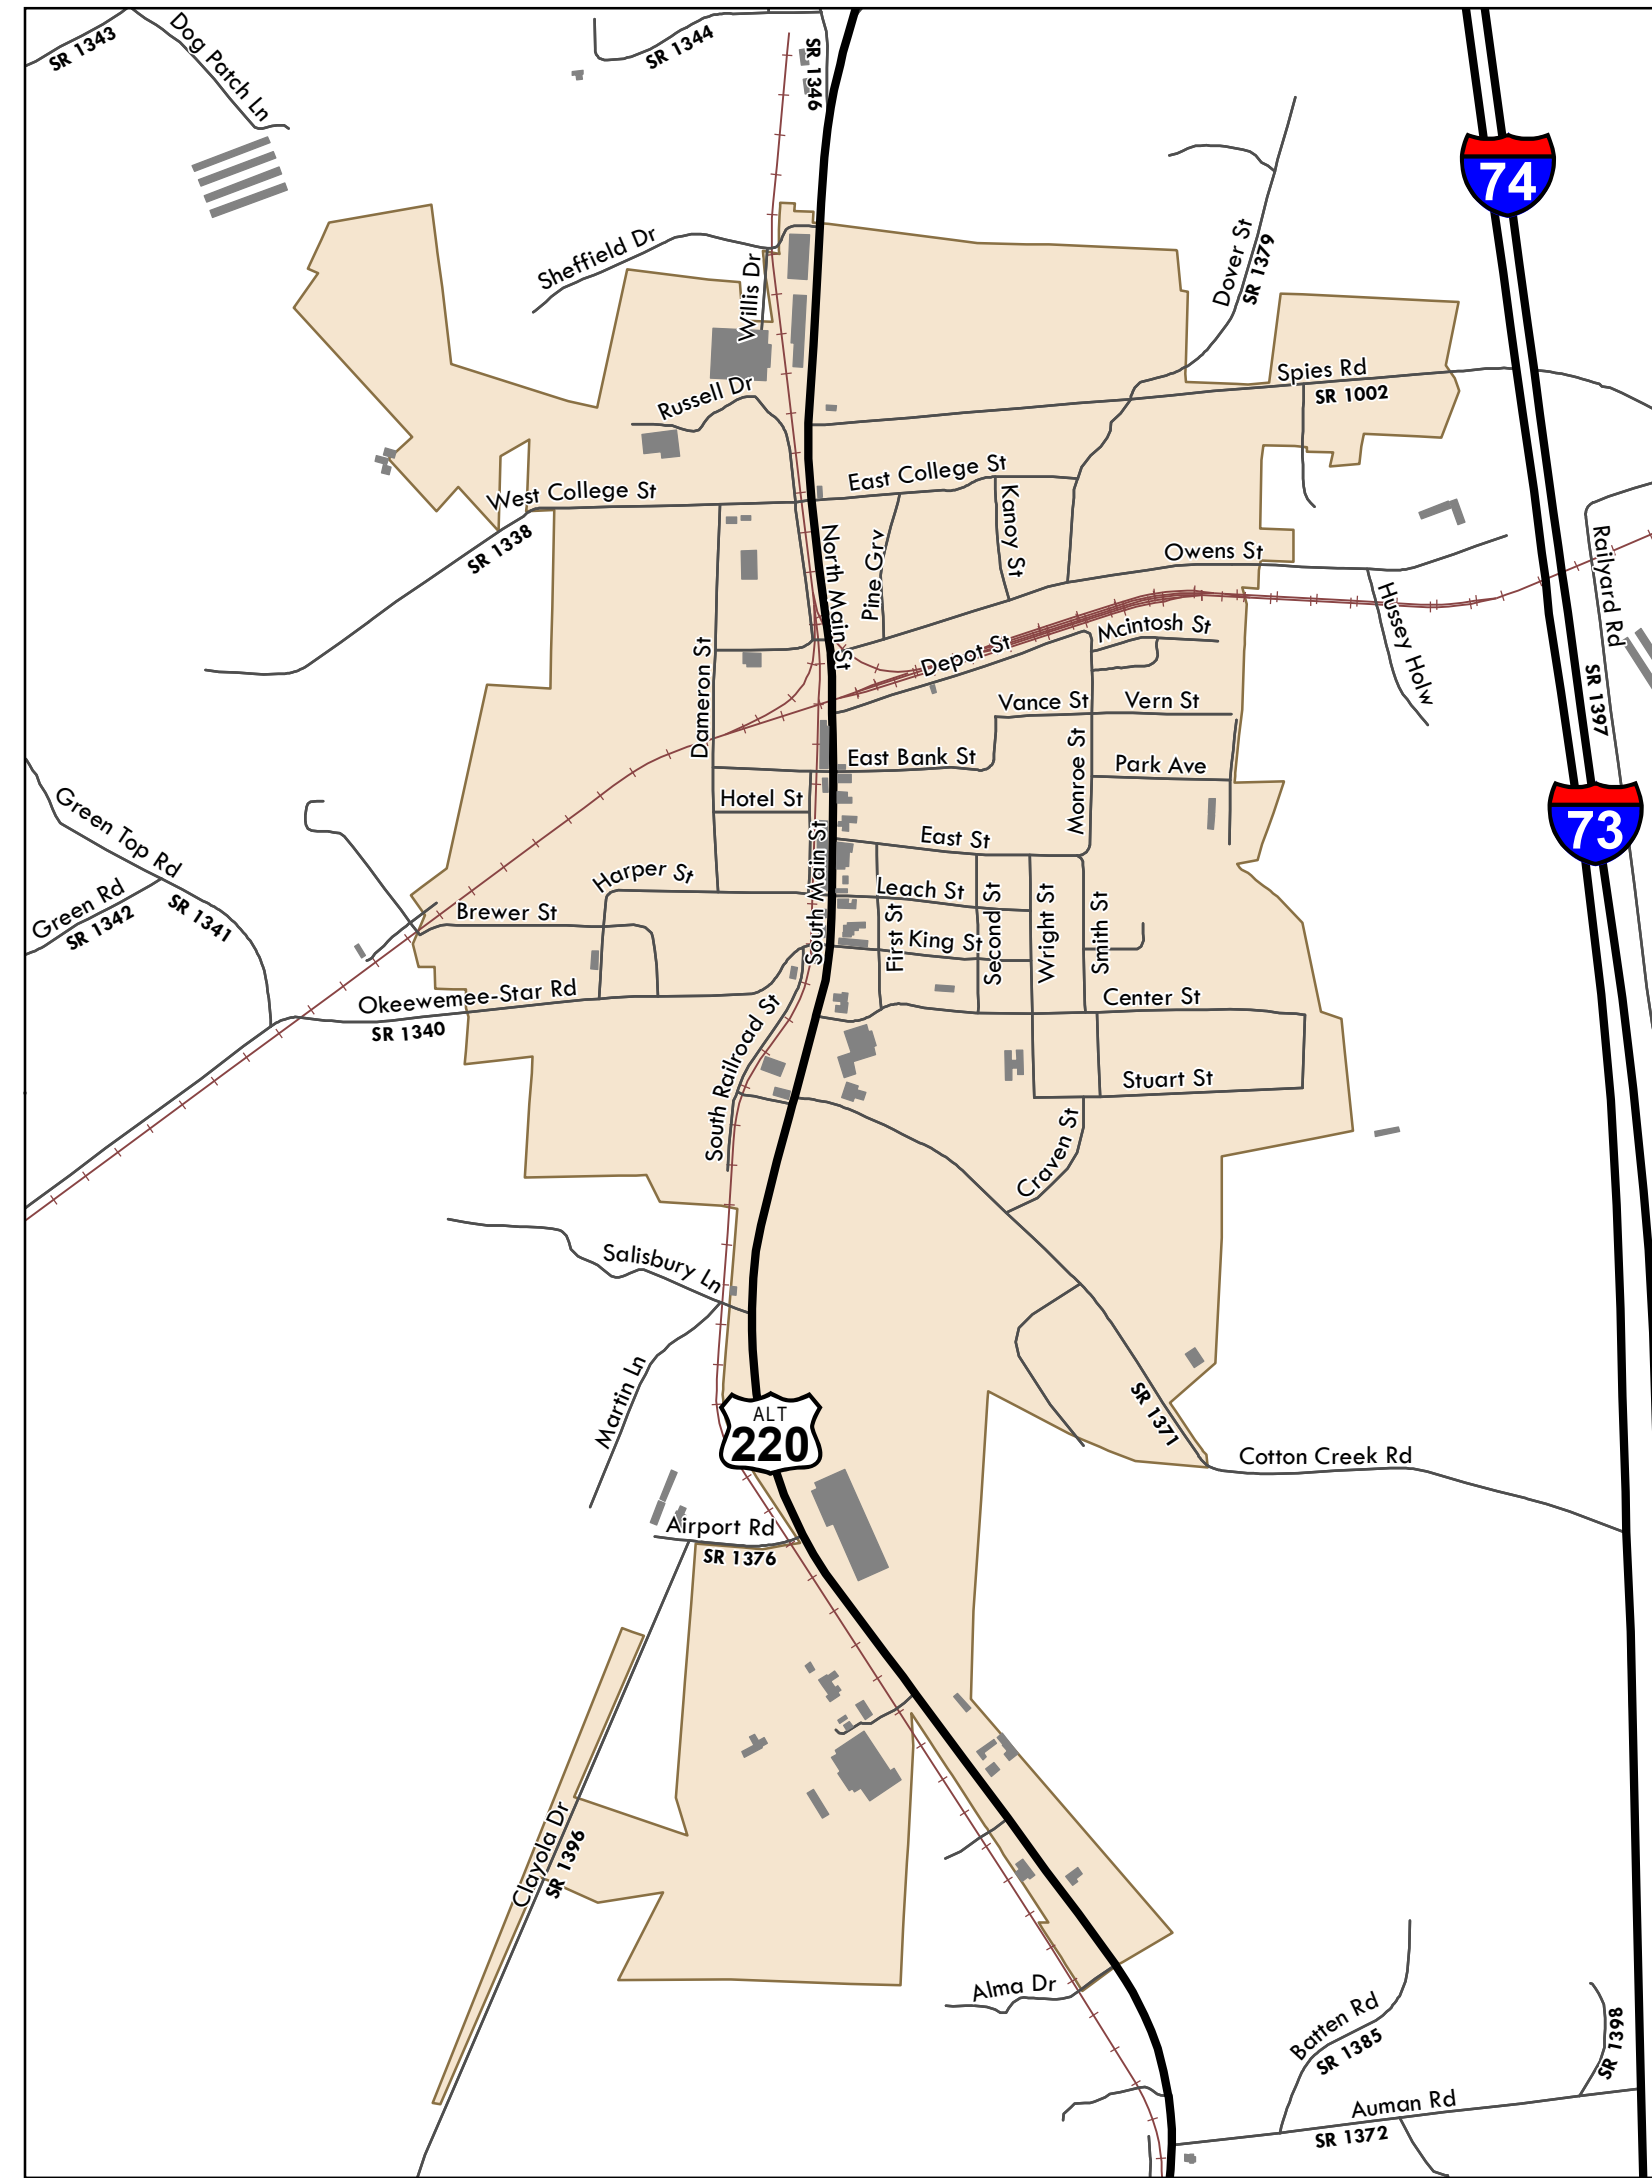 SR 1343
Dog Patch Ln
SR 1344
SR 1346
74
Dover St
SR 1379
Sheffield Dr
Willis Dr
Spies Rd
SR 1002
Russell Dr
East College St
West College St
SR 1338
Kanoy St
North Main St
Pine Grv
Owens St
Railyard Rd
Hussey Holw
Mcintosh St
Depot St
Dameron St
SR 1397
Vance St
Vern St
East Bank St
Monroe St
Park Ave
Hotel St
73
Green Top Rd
East St
South Main St
Harper St
Leach St
Green Rd
SR 1342
SR 1341
Brewer St
First St
Second St
Wright St
Smith St
King St
Okeewemee-Star Rd
SR 1340
Center St
South Railroad St
Stuart St
Craven St
Salisbury Ln
Martin Ln
ALT
220
SR 1371
Cotton Creek Rd
Airport Rd
SR 1376
Clayola Dr
SR 1396
Alma Dr
Batten Rd
SR 1385
SR 1398
Auman Rd
SR 1372